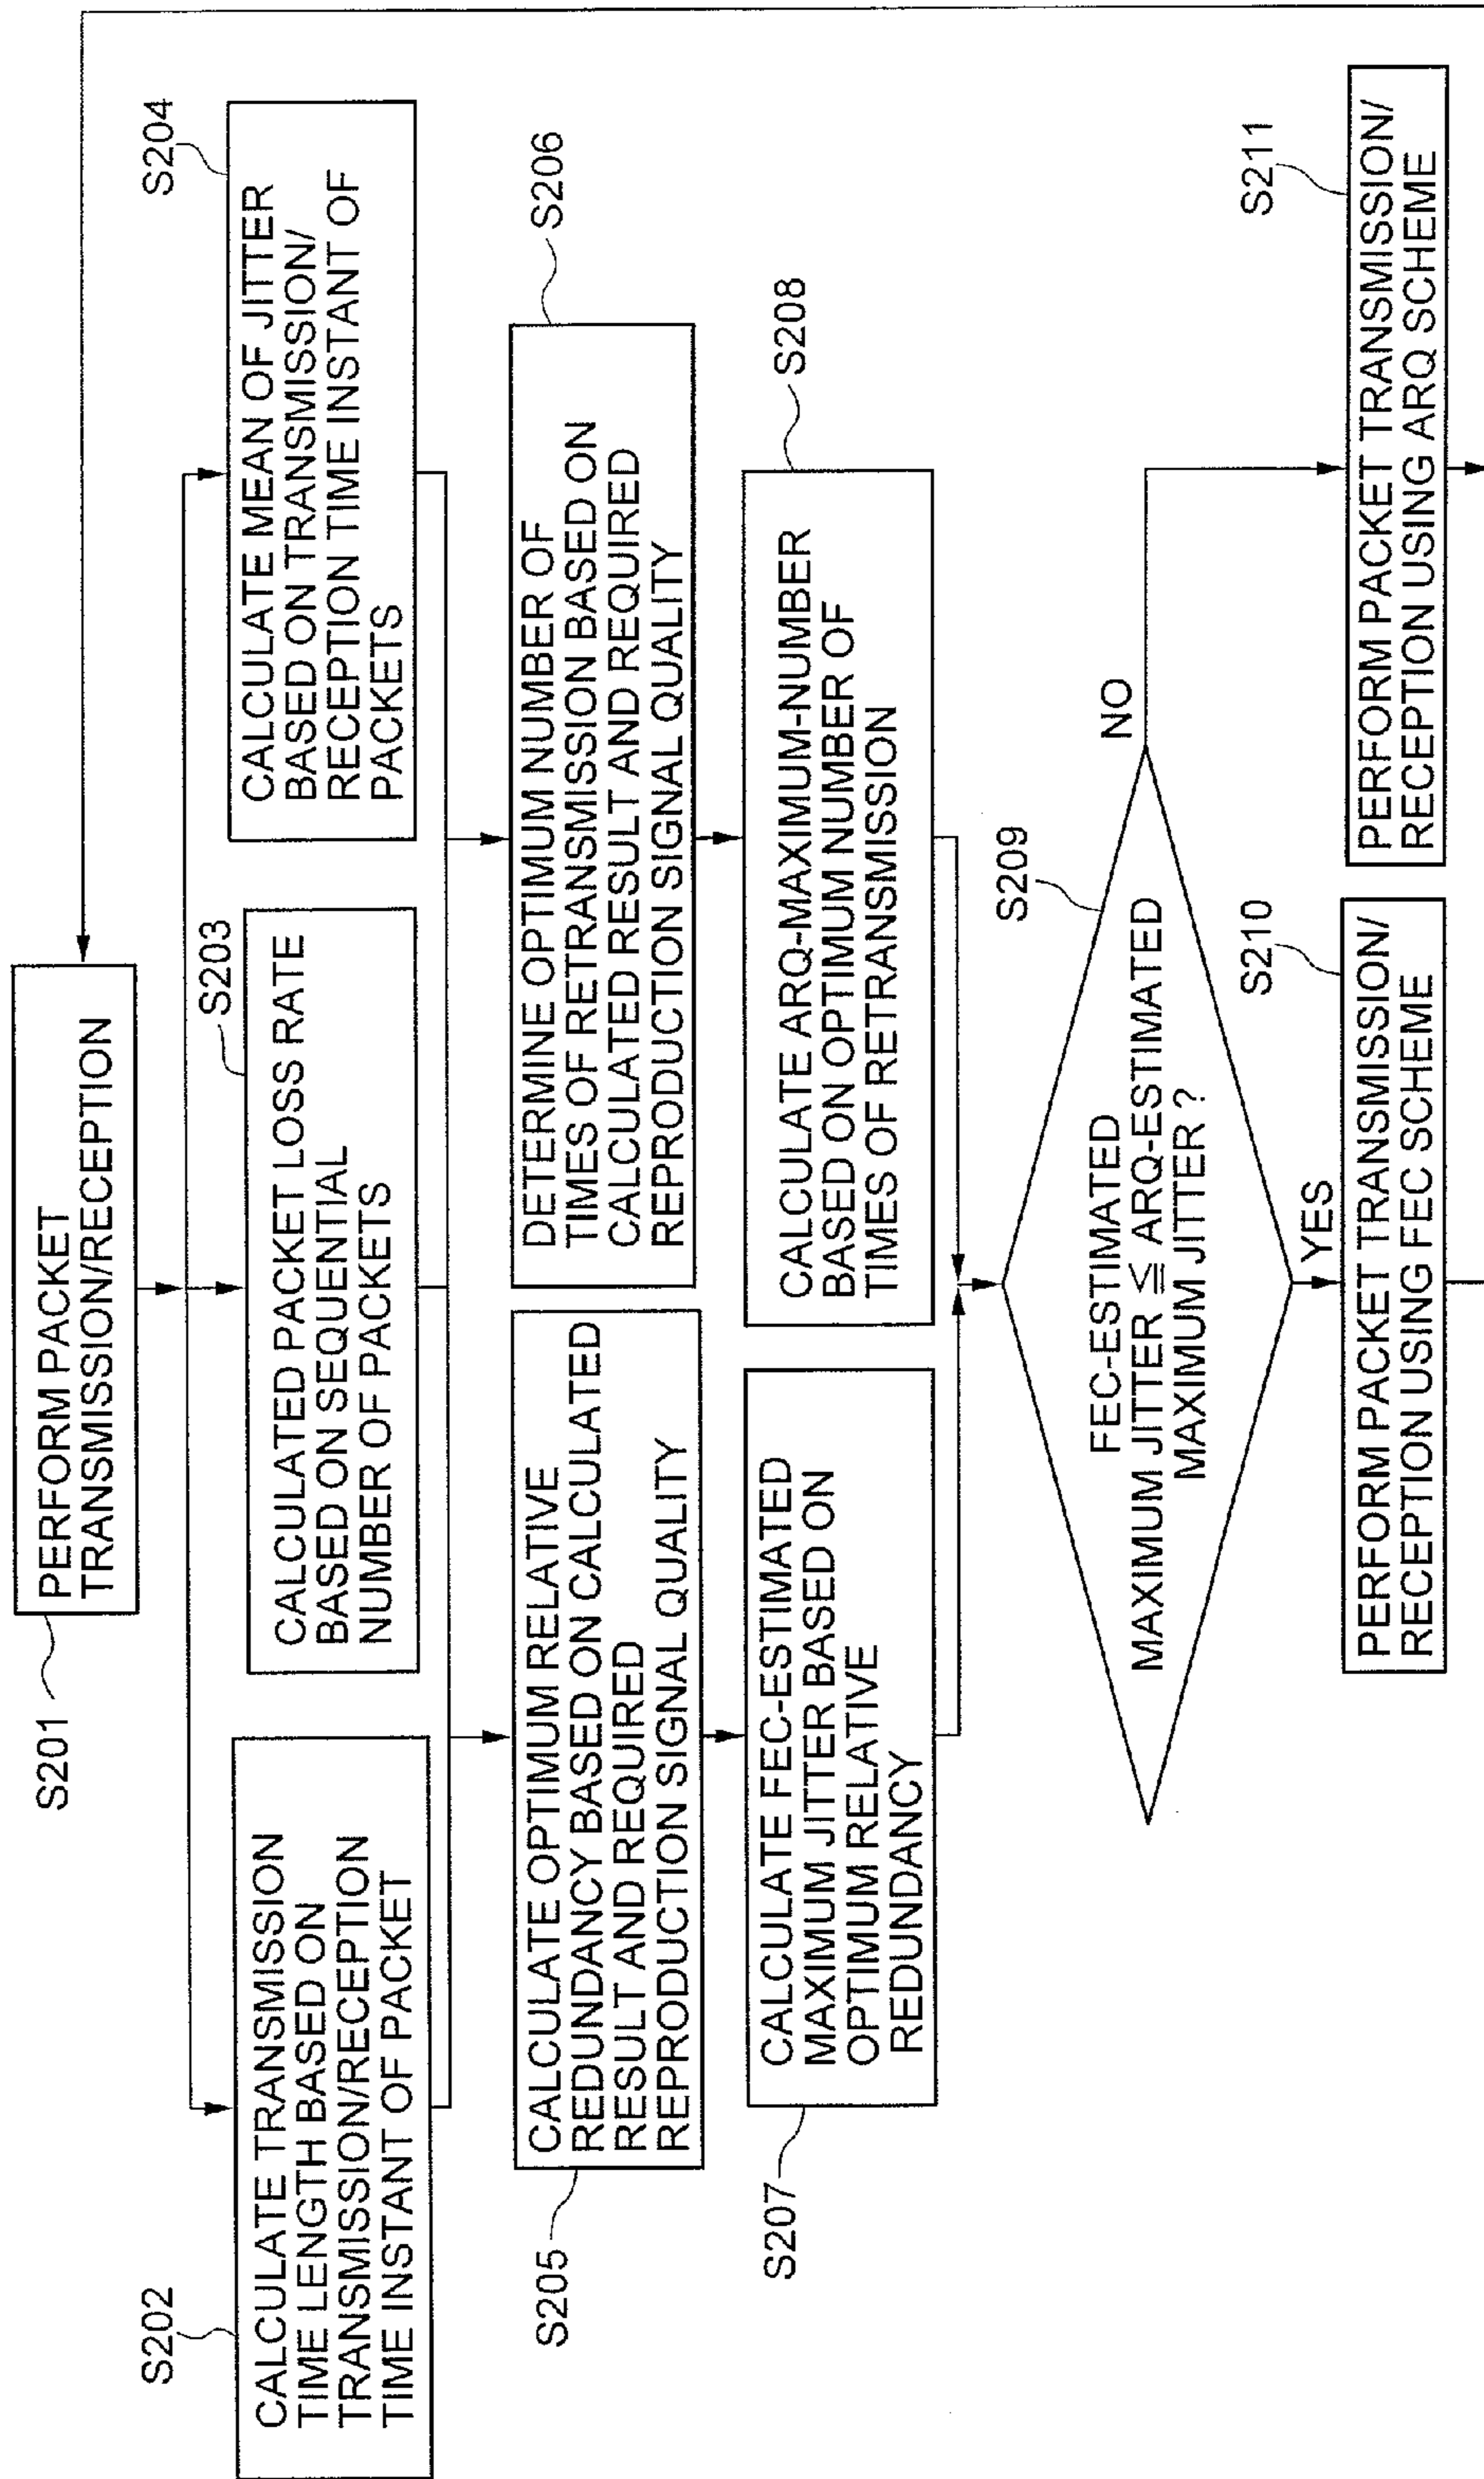 S201
PERFORM PACKET
TRANSMISSION/RECEPTION
S202
CALCULATE TRANSMISSION
TIME LENGTH BASED ON
TRANSMISSION/RECEPTION
TIME INSTANT OF PACKET
S203
CALCULATED PACKET LOSS RATE
BASED ON SEQUENTIAL
NUMBER OF PACKETS
S204
CALCULATE MEAN OF JITTER
BASED ON TRANSMISSION/
RECEPTION TIME INSTANT OF
PACKETS
S205
CALCULATE OPTIMUM RELATIVE
REDUNDANCY BASED ON CALCULATED
RESULT AND REQUIRED
REPRODUCTION SIGNAL QUALITY
S206
DETERMINE OPTIMUM NUMBER OF
TIMES OF RETRANSMISSION BASED ON
CALCULATED RESULT AND REQUIRED
REPRODUCTION SIGNAL QUALITY
S207
CALCULATE FEC-ESTIMATED
MAXIMUM JITTER BASED ON
OPTIMUM RELATIVE
REDUNDANCY
S208
CALCULATE ARQ-MAXIMUM-NUMBER
BASED ON OPTIMUM NUMBER OF
TIMES OF RETRANSMISSION
S209
FEC-ESTIMATED
MAXIMUM JITTER ≦ ARQ-ESTIMATED
MAXIMUM JITTER ?
NO
YES
S210
PERFORM PACKET TRANSMISSION/
RECEPTION USING FEC SCHEME
S211
PERFORM PACKET TRANSMISSION/
RECEPTION USING ARQ SCHEME